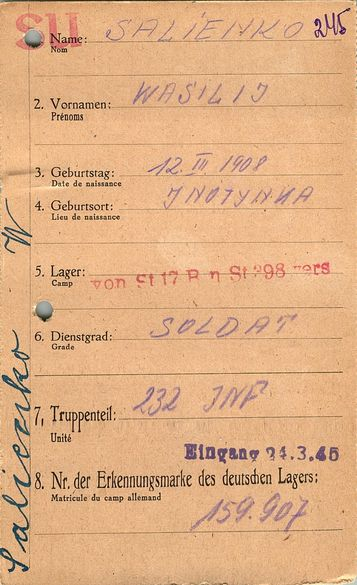 SU
1. Name: SALIENKO 245
Nom
2. Vornamen: WASILIJ
Prénoms
3. Geburtstag: 12. III 1908
Date de naissance
4. Geburtsort: INOTYNKA
Lieu de naissance
5. Lager: von St 17 B n St 398 vers
Camp
6. Dienstgrad: SOLDAT
Grade
7. Truppenteil: 232 INF
Unité
Eingang 24.3.45
8. Nr. der Erkennungsmarke des deutschen Lagers:
Matricule du camp allemand
159.907
Salienko W